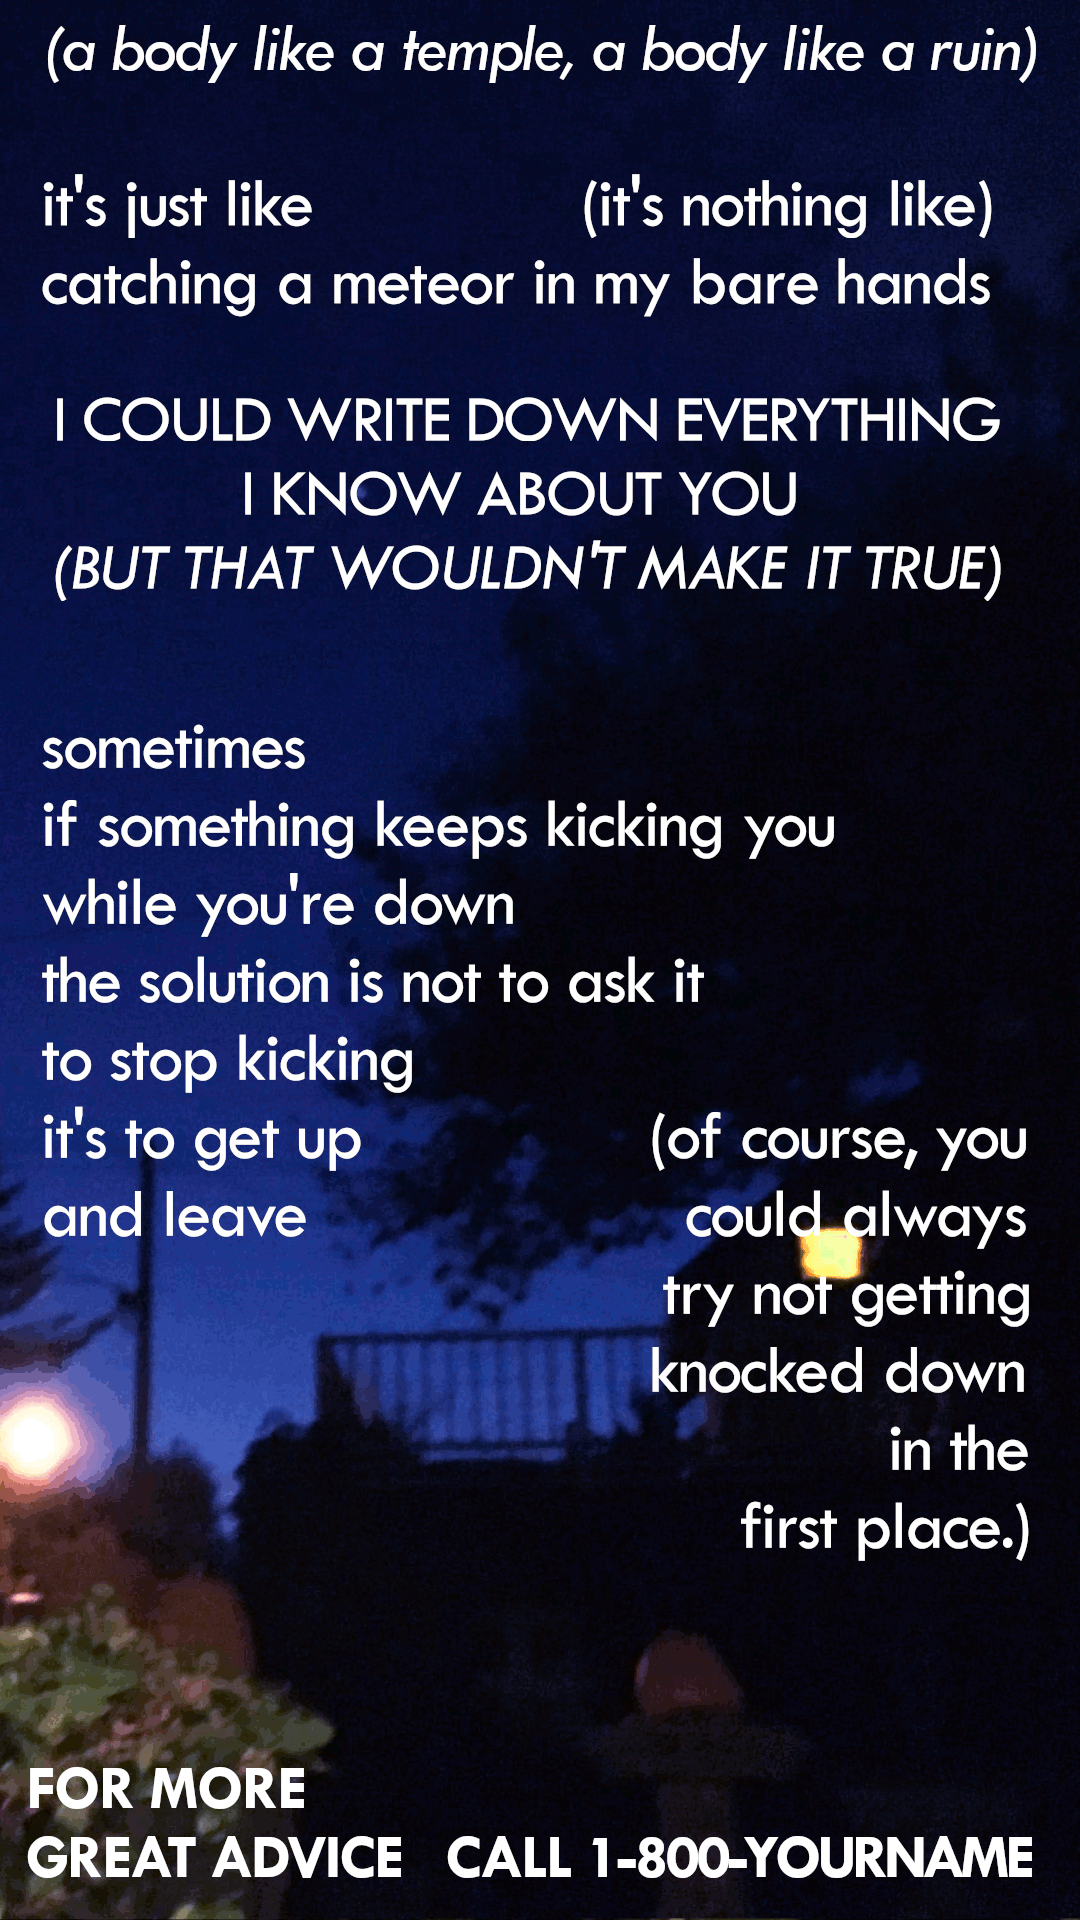 (a body like a temple, a body like a ruin)
it's just like (it's nothing like)
catching a meteor in my bare hands
I COULD WRITE DOWN EVERYTHING
I KNOW ABOUT YOU
(BUT THAT WOULDN'T MAKE IT TRUE)
sometimes
if something keeps kicking you
while you're down
the solution is not to ask it
to stop kicking
it's to get up
and leave
(of course, you
could always
try not getting
knocked down
in the
first place.)
FOR MORE
GREAT ADVICE CALL 1-800-YOURNAME